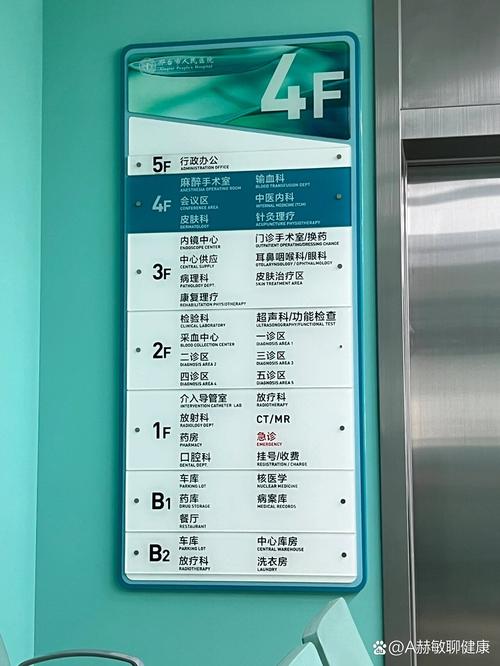 邢台市人民医院
Xingtai People's Hospital
4F
5F 行政办公
ADMINISTRATION OFFICE
4F
麻醉手术室 输血科
ANESTHESIA OPERATING ROOM BLOOD TRANSFUSION DEPT
会议区 中医内科
CONFERENCE AREA INTERNAL MEDICINE (TCM)
皮肤科 针灸理疗
DERMATOLOGY ACUPUNCTURE PHYSIOTHERAPY
3F
内镜中心 门诊手术室/换药
ENDOSCOPE CENTER OUTPATIENT OPERATING/DRESSING CHANGE
中心供应 耳鼻咽喉科/眼科
CENTRAL SUPPLY OTOLARYNGOLOGY / OPHTHALMOLOGY
病理科 皮肤治疗区
PATHOLOGY DEPT. SKIN TREATMENT AREA
康复理疗
REHABILITATION PHYSIOTHERAPY
2F
检验科 超声科/功能检查
CLINICAL LABORATORY ULTRASONOGRAPHY/FUNCTIONAL TEST
采血中心 一诊区
BLOOD COLLECTION CENTER DIAGNOSIS AREA 1
二诊区 三诊区
DIAGNOSIS AREA 2 DIAGNOSIS AREA 3
四诊区 五诊区
DIAGNOSIS AREA 4 DIAGNOSIS AREA 5
1F
介入导管室 放疗科
INTERVENTION CATHETER LAB RADIOTHERAPY
放射科 CT/MR
RADIOLOGY DEPT
药房 急诊
PHARMACY EMERGENCY
口腔科 挂号/收费
DENTAL DEPT. REGISTRATION / CHARGE
B1
车库 核医学
PARKING LOT NUCLEAR MEDICINE
药库 病案库
DRUG STORAGE MEDICAL RECORDS
餐厅
RESTAURANT
B2
车库 中心库房
PARKING LOT CENTRAL WAREHOUSE
放疗科 洗衣房
RADIOTHERAPY LAUNDRY
@A赫敏聊健康